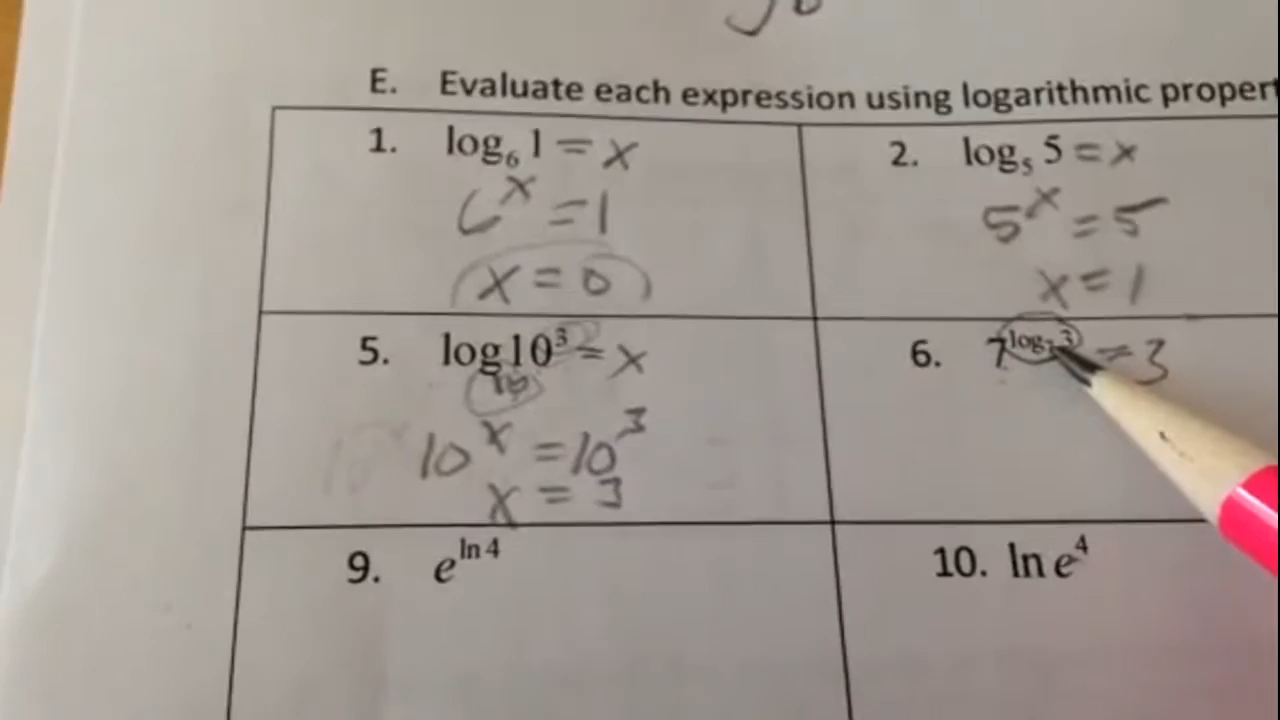 E. Evaluate each expression using logarithmic propert
1. log₆ 1 = x
6ˣ = 1
x = 0
2. log₅ 5 = x
5ˣ = 5
x = 1
5. log 10³ = x
10
10ˣ = 10³
x = 3
6. 7^(log₇ 3) = 3
9. e^(ln 4)
10. ln e⁴